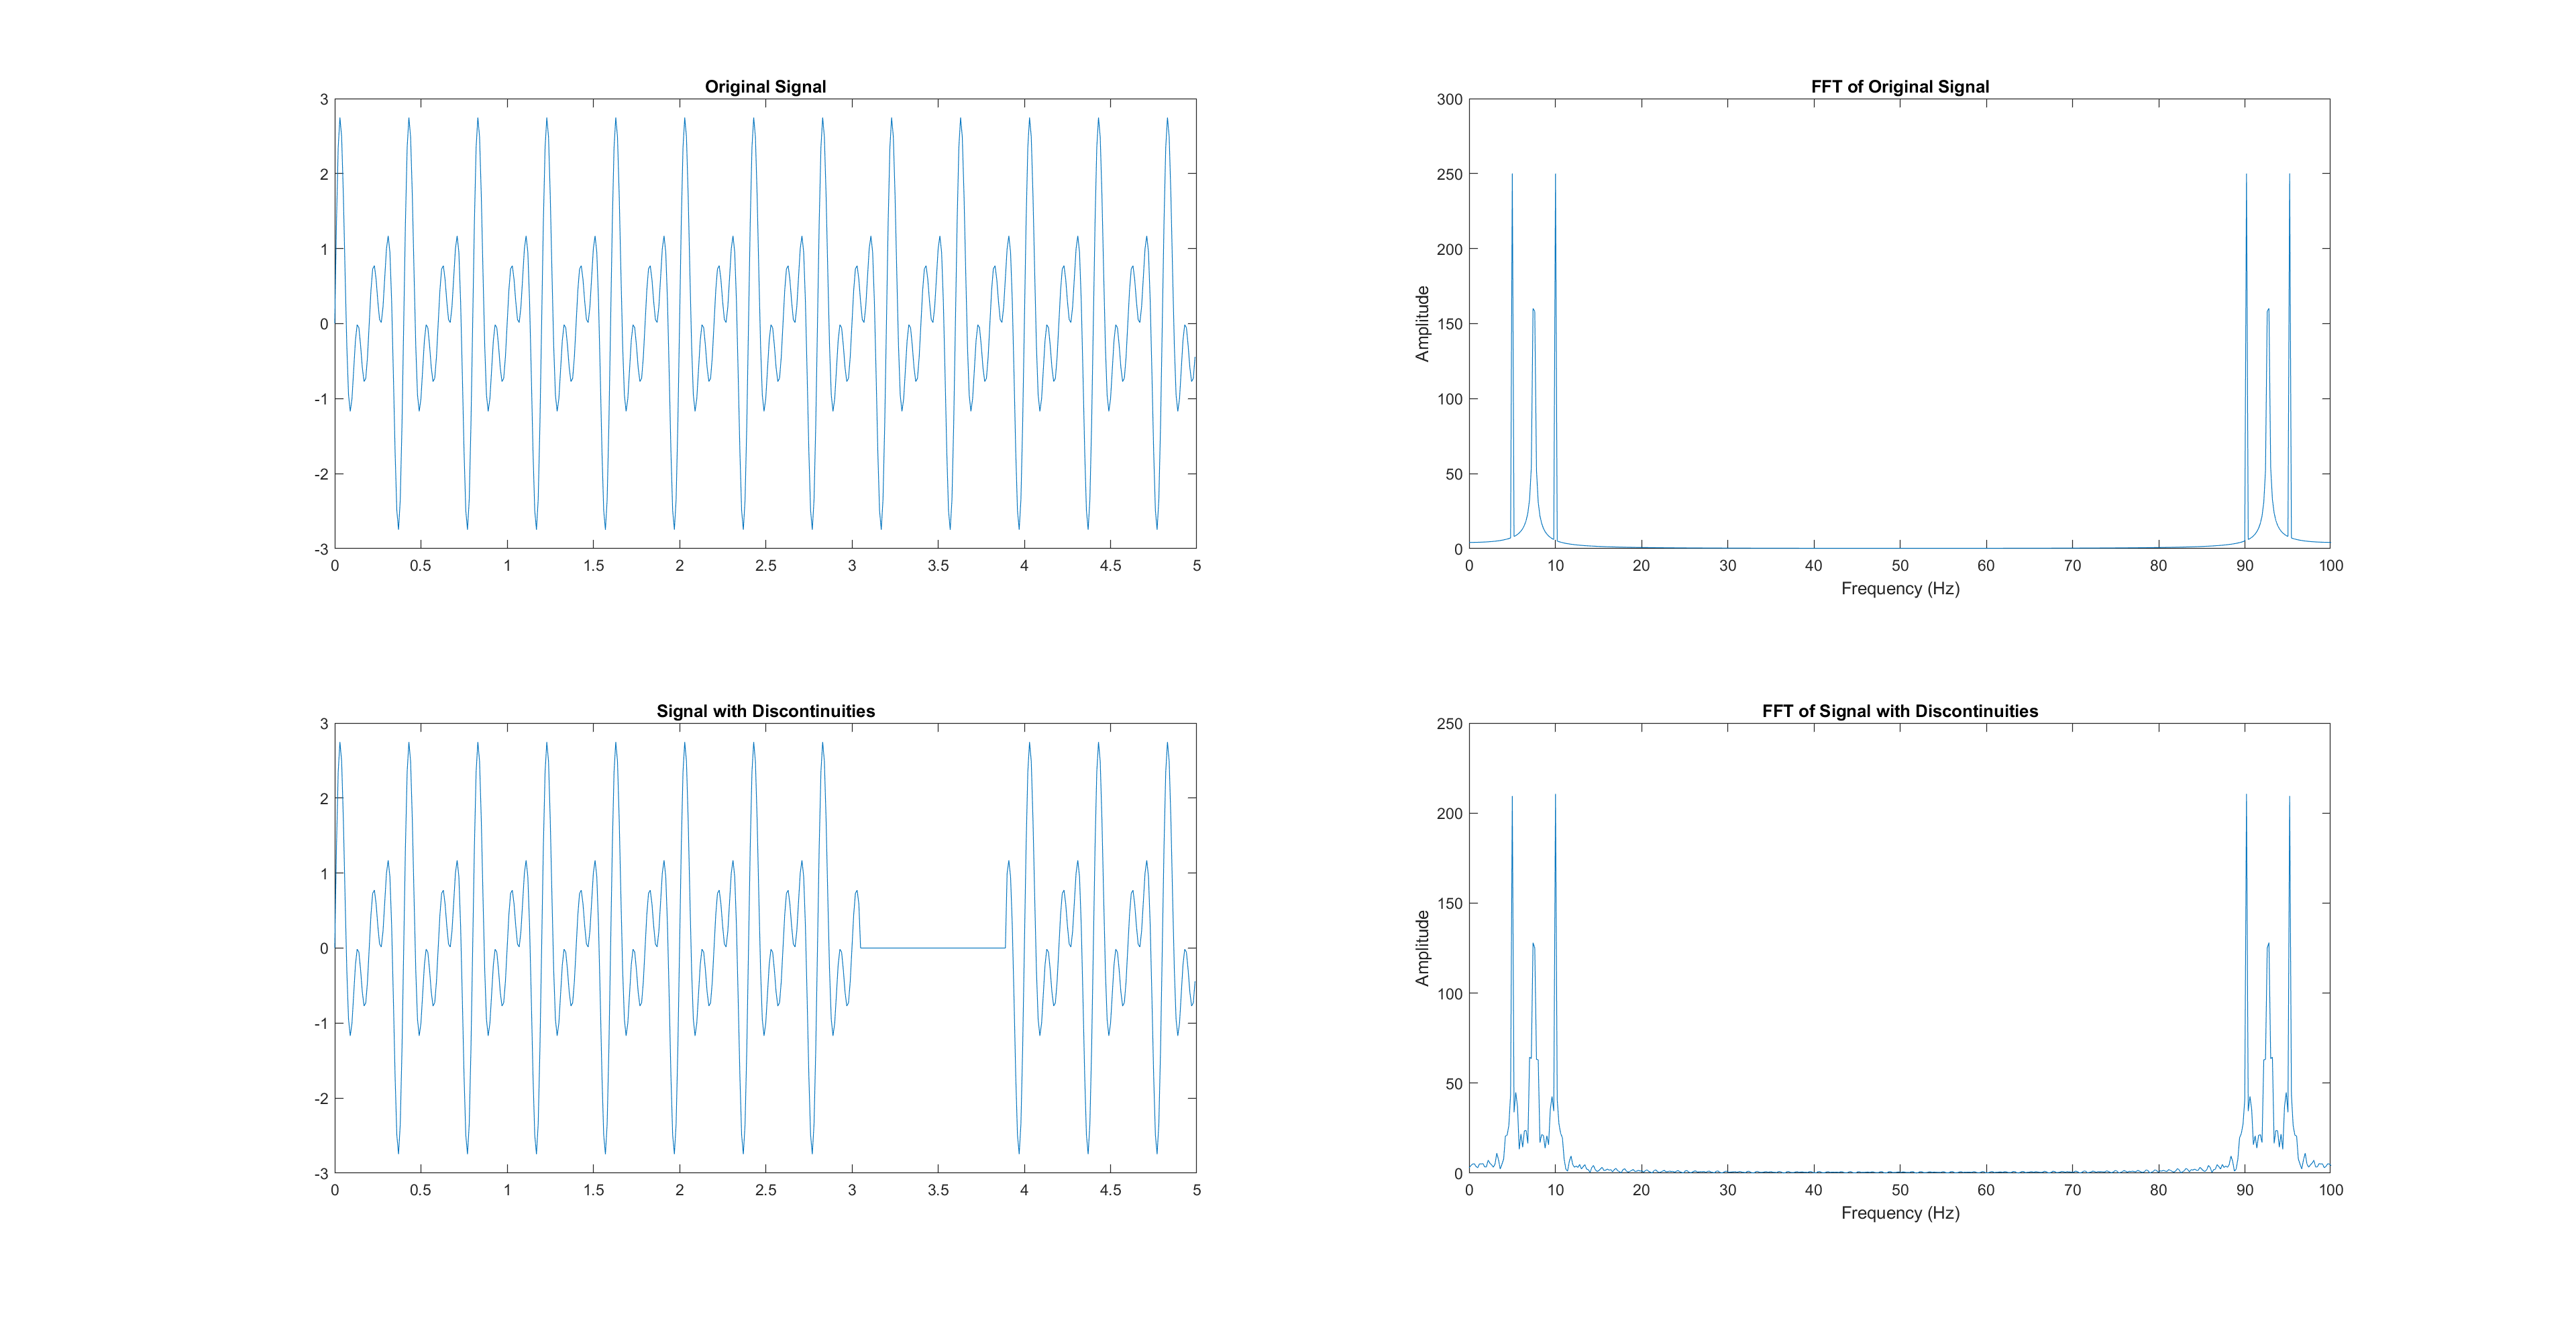 Original Signal
3
2
1
0
-1
-2
-3
0 0.5 1 1.5 2 2.5 3 3.5 4 4.5 5
FFT of Original Signal
300
250
200
150
100
50
0
Amplitude
0 10 20 30 40 50 60 70 80 90 100
Frequency (Hz)
Signal with Discontinuities
3
2
1
0
-1
-2
-3
0 0.5 1 1.5 2 2.5 3 3.5 4 4.5 5
FFT of Signal with Discontinuities
250
200
150
100
50
0
Amplitude
0 10 20 30 40 50 60 70 80 90 100
Frequency (Hz)